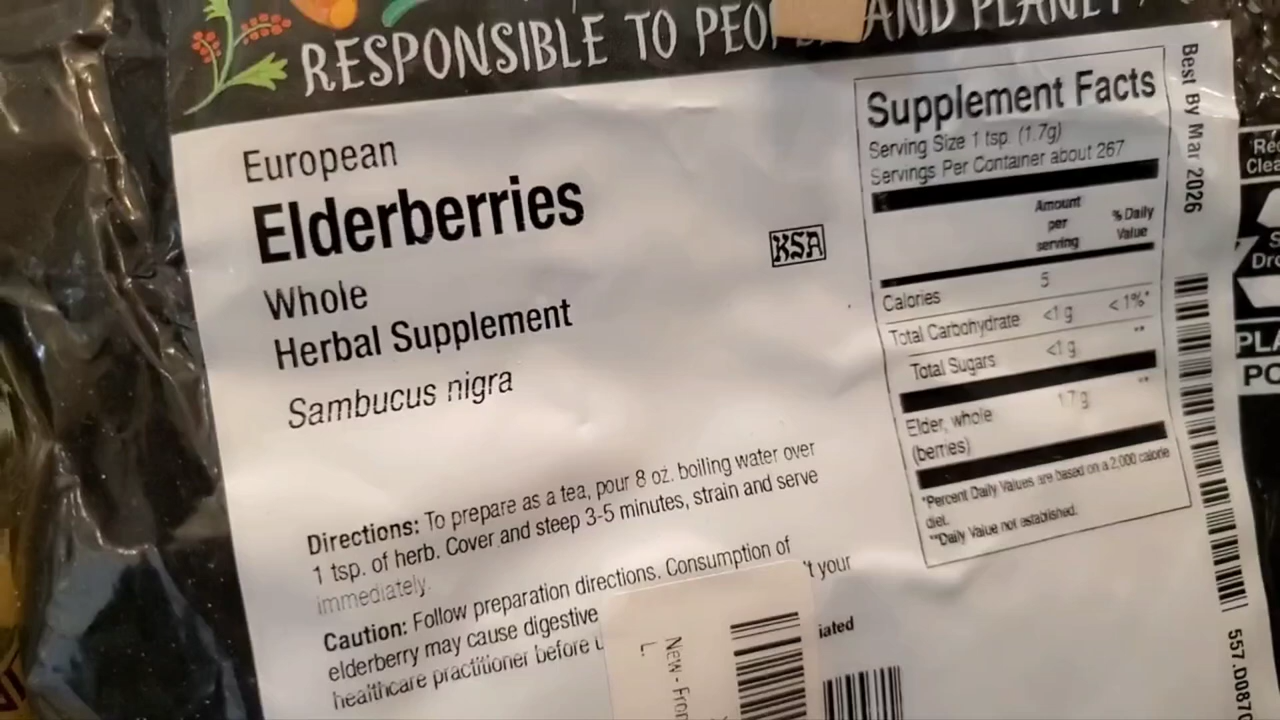 RESPONSIBLE TO PEOP AND PLANET
European
Elderberries
Whole
Herbal Supplement
Sambucus nigra
KSA
Directions: To prepare as a tea, pour 8 oz. boiling water over
1 tsp. of herb. Cover and steep 3-5 minutes, strain and serve
immediately.
Caution: Follow preparation directions. Consumption of
elderberry may cause digestive 't your
healthcare practitioner before
iated
New - From
L.
Supplement Facts
Serving Size 1 tsp. (1.7g)
Servings Per Container about 267
Amount
per
serving
% Daily
Value
Calories 5
Total Carbohydrate <1 g <1%*
Total Sugars <1 g **
Elder, whole 1.7 g **
(berries)
*Percent Daily Values are based on a 2,000 calorie
diet.
**Daily Value not established.
Best By Mar 2026